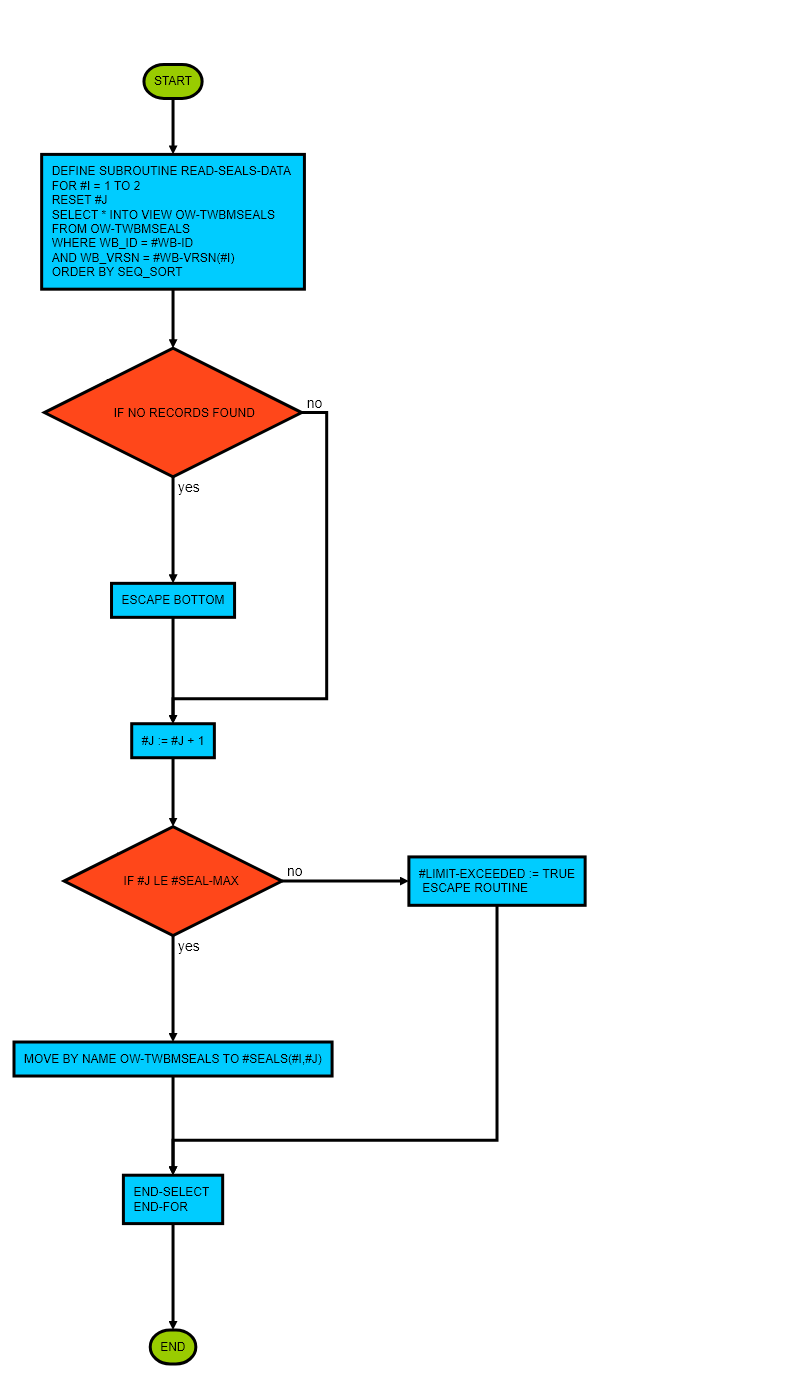 START
DEFINE SUBROUTINE READ-SEALS-DATA
FOR #I = 1 TO 2
RESET #J
SELECT * INTO VIEW OW-TWBMSEALS
FROM OW-TWBMSEALS
WHERE WB_ID = #WB-ID
AND WB_VRSN = #WB-VRSN(#I)
ORDER BY SEQ_SORT
IF NO RECORDS FOUND
no
yes
ESCAPE BOTTOM
#J := #J + 1
IF #J LE #SEAL-MAX
no
#LIMIT-EXCEEDED := TRUE
ESCAPE ROUTINE
yes
MOVE BY NAME OW-TWBMSEALS TO #SEALS(#I,#J)
END-SELECT
END-FOR
END